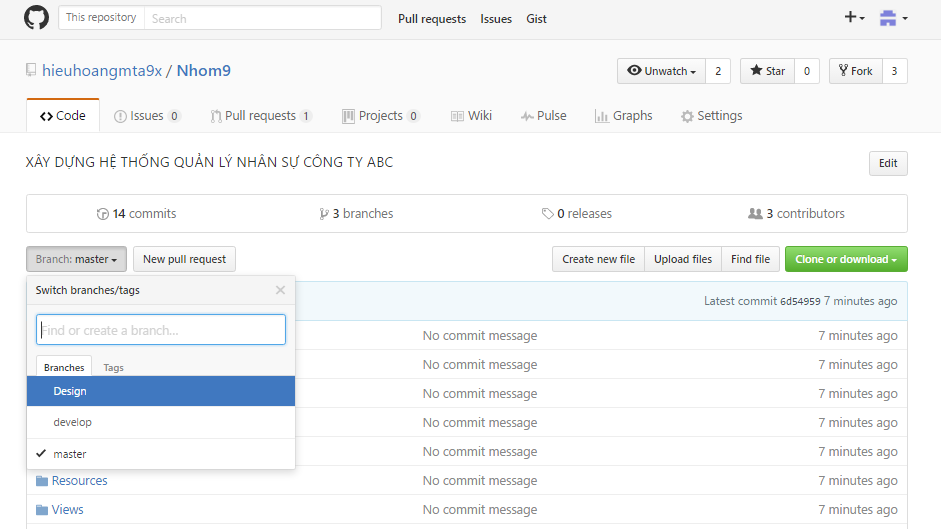 This repository Search Pull requests Issues Gist
hieuhoangmta9x / Nhom9 Unwatch 2 Star 0 Fork 3
Code Issues 0 Pull requests 1 Projects 0 Wiki Pulse Graphs Settings
XÂY DỰNG HỆ THỐNG QUẢN LÝ NHÂN SỰ CÔNG TY ABC Edit
14 commits 3 branches 0 releases 3 contributors
Branch: master New pull request Create new file Upload files Find file Clone or download
Switch branches/tags
Latest commit 6d54959 7 minutes ago
Find or create a branch...
No commit message 7 minutes ago
Branches Tags No commit message 7 minutes ago
Design No commit message 7 minutes ago
develop No commit message 7 minutes ago
master No commit message 7 minutes ago
Resources No commit message 7 minutes ago
Views No commit message 7 minutes ago